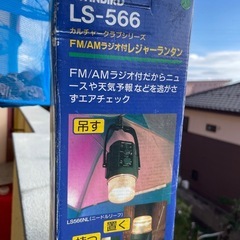 LS-566
カルチャークラブシリーズ
FM/AMラジオ付レジャーランタン
FM/AMラジオ付だからニュ
ースや天気予報などを逃がさ
ずエアチェック
吊す
LS566NL(ニードルリーフ)
持つ
置く